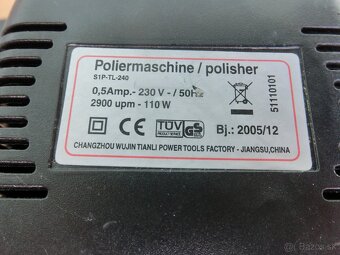 Poliermaschine / polisher
S1P-TL-240
0,5Amp.- 230 V - / 50Hz
2900 upm - 110 W
51110101
TÜV GS
Bj.: 2005/12
CHANGZHOU WUJIN TIANLI POWER TOOLS FACTORY - JIANGSU,CHINA
bazos.sk